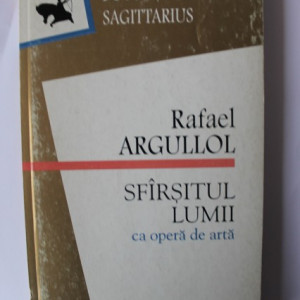 SAGITTARIUS
Rafael
ARGULLOL
SFÎRȘITUL
LUMII
ca operă de artă